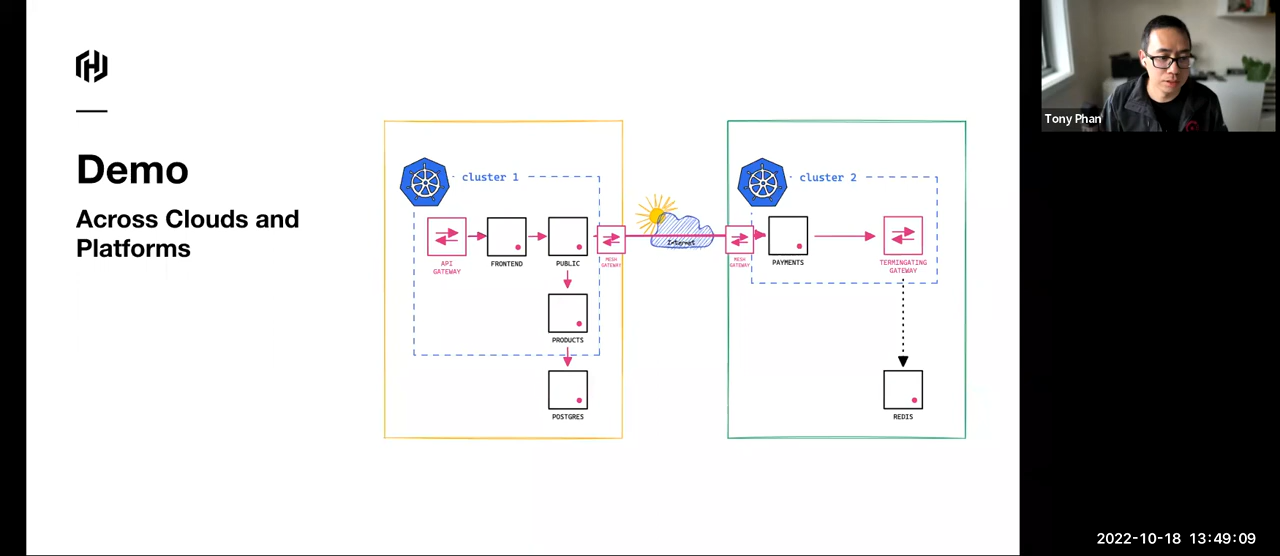 Demo
Across Clouds and
Platforms
cluster 1
API
GATEWAY
FRONTEND
PUBLIC
MESH
GATEWAY
PRODUCTS
POSTGRES
Internet
cluster 2
MESH
GATEWAY
PAYMENTS
TERMINGATING
GATEWAY
REDIS
Tony Phan
2022-10-18 13:49:09